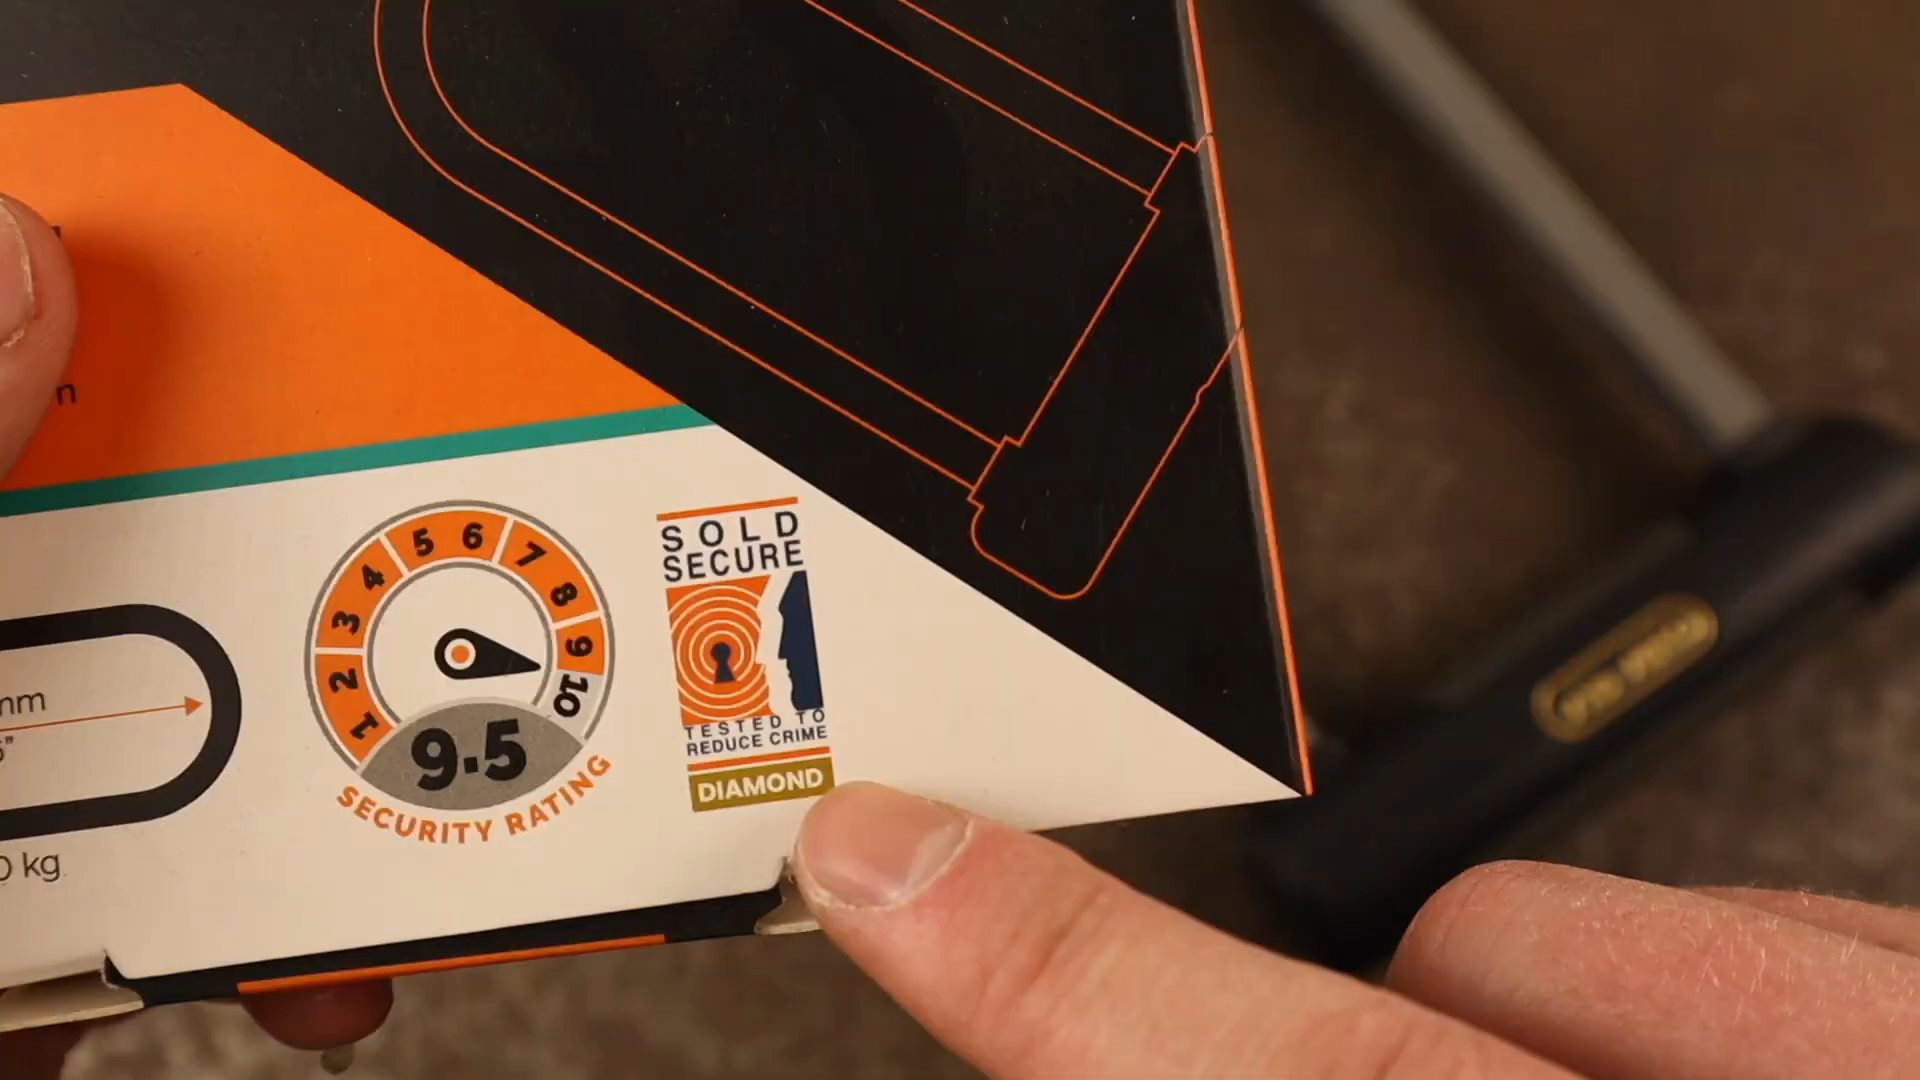 n
mm
0 kg
1 2 3 4 5 6 7 8 9 10
9.5
SECURITY RATING
SOLD
SECURE
TESTED TO
REDUCE CRIME
DIAMOND